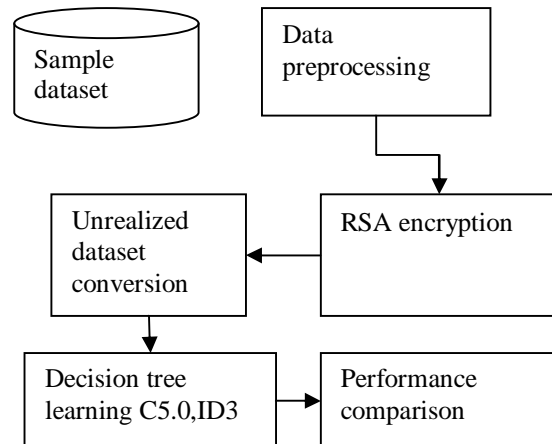 Sample
dataset
Data
preprocessing
RSA encryption
Unrealized
dataset
conversion
Decision tree
learning C5.0,ID3
Performance
comparison